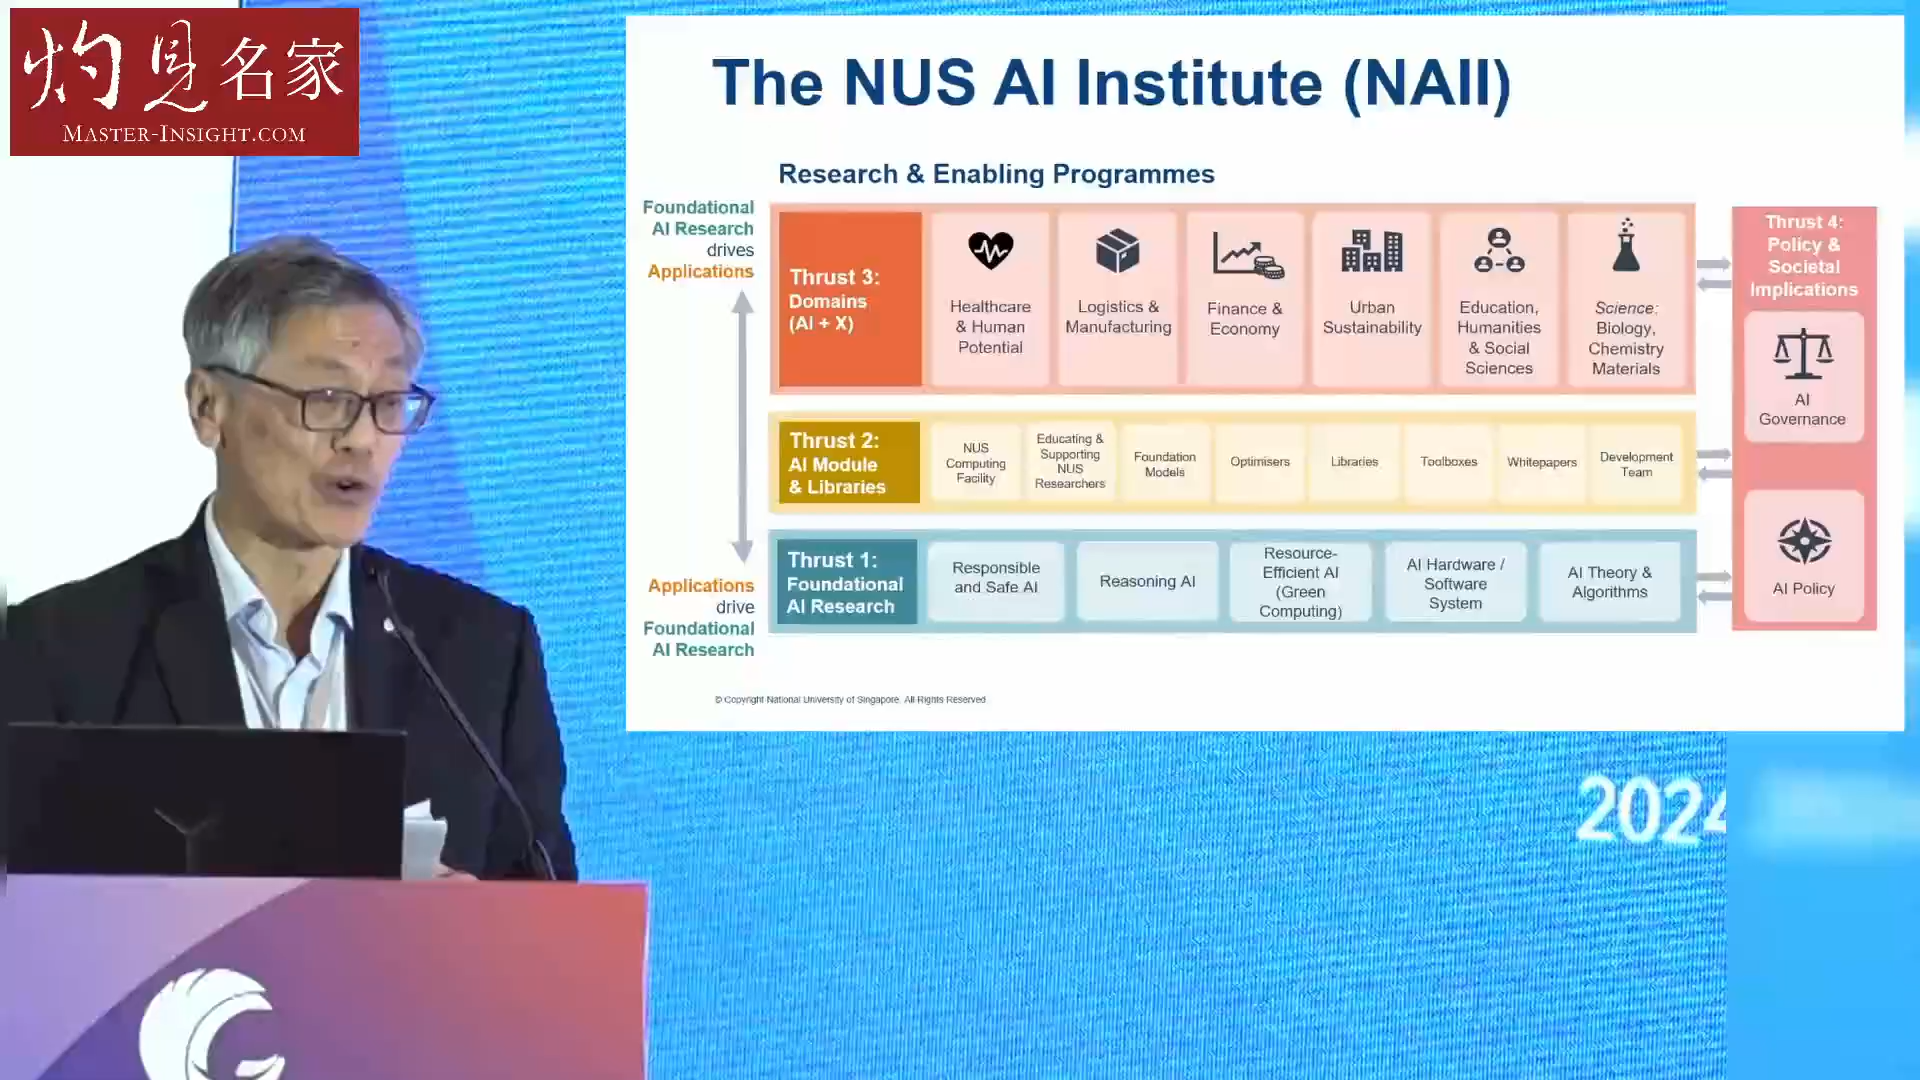 灼見名家
MASTER-INSIGHT.COM
The NUS AI Institute (NAII)
Research & Enabling Programmes
Foundational
AI Research
drives
Applications
Applications
drive
Foundational
AI Research
Thrust 3:
Domains
(AI + X)
Healthcare
& Human
Potential
Logistics &
Manufacturing
Finance &
Economy
Urban
Sustainability
Education,
Humanities
& Social
Sciences
Science:
Biology,
Chemistry
Materials
Thrust 2:
AI Module
& Libraries
NUS
Computing
Facility
Educating &
Supporting
NUS
Researchers
Foundation
Models
Optimisers
Libraries
Toolboxes
Whitepapers
Development
Team
Thrust 1:
Foundational
AI Research
Responsible
and Safe AI
Reasoning AI
Resource-
Efficient AI
(Green
Computing)
AI Hardware /
Software
System
AI Theory &
Algorithms
Thrust 4:
Policy &
Societal
Implications
AI
Governance
AI Policy
© Copyright National University of Singapore. All Rights Reserved
2024